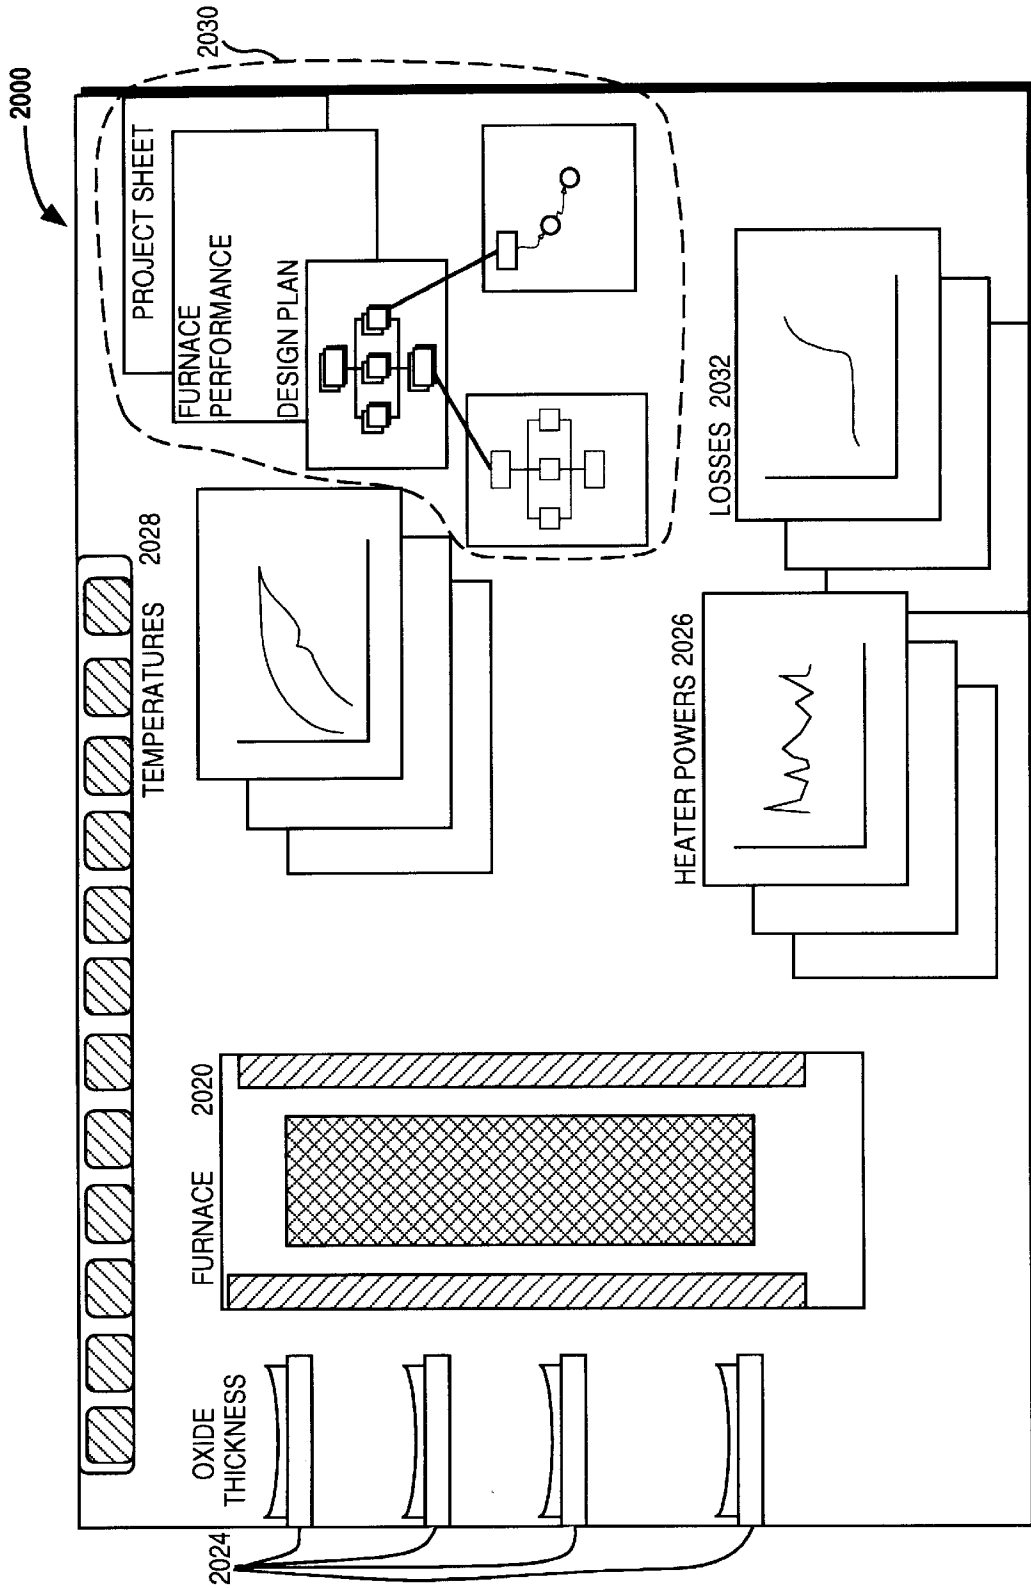 2000
2030
PROJECT SHEET
FURNACE
PERFORMANCE
DESIGN PLAN
TEMPERATURES 2028
LOSSES 2032
HEATER POWERS 2026
FURNACE 2020
OXIDE
THICKNESS
2024